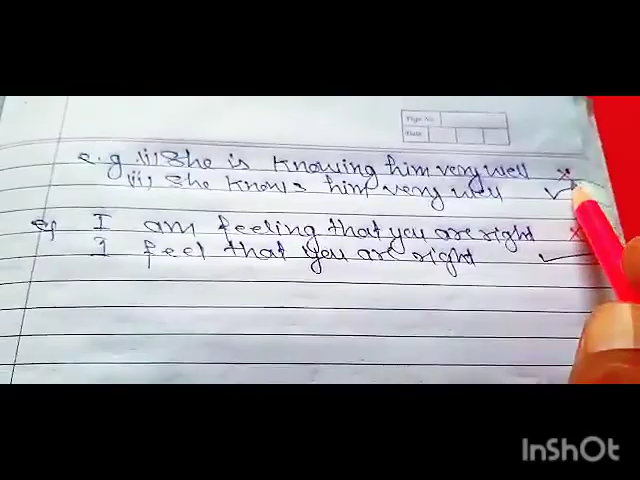 Page No.
Date
e.g (i) She is Knowing him very well ×
(ii) She Knows him very well ✓
eg I am feeling that you are right ×
I feel that you are right ✓
InShOt